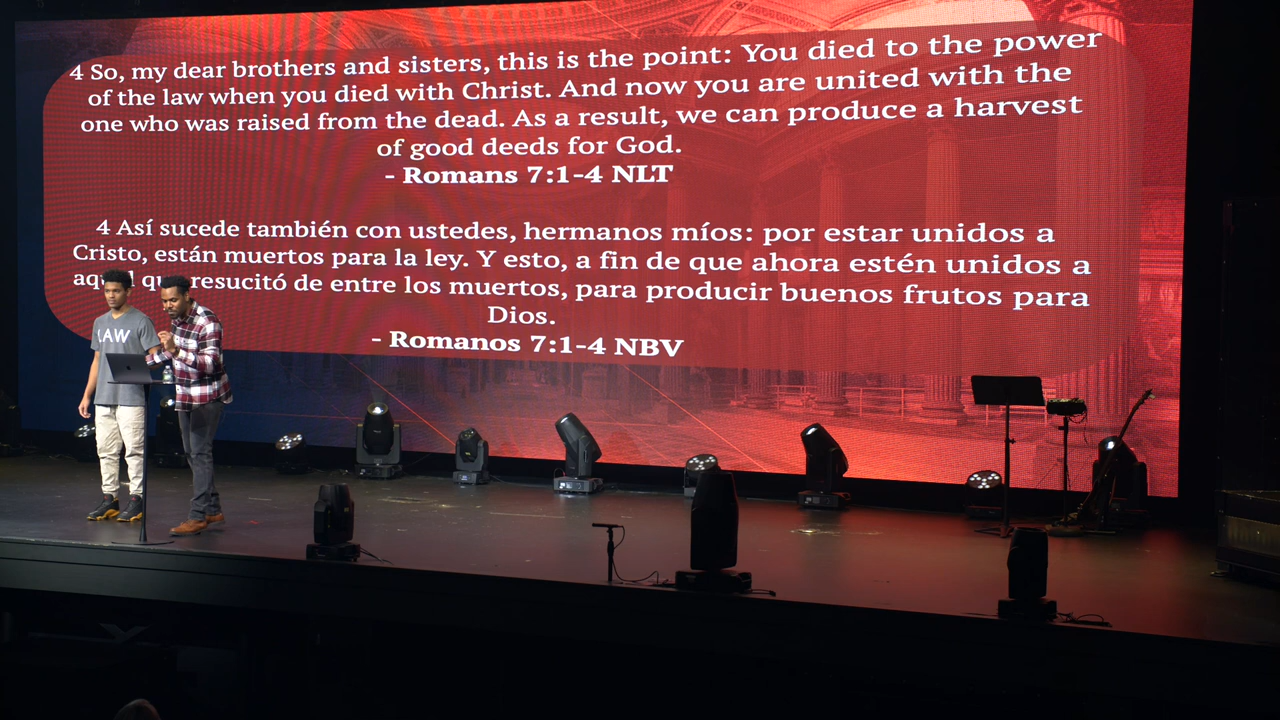 4 So, my dear brothers and sisters, this is the point: You died to the power
of the law when you died with Christ. And now you are united with the
one who was raised from the dead. As a result, we can produce a harvest
of good deeds for God.
- Romans 7:1-4 NLT
4 Así sucede también con ustedes, hermanos míos: por estar unidos a
Cristo, están muertos para la ley. Y esto, a fin de que ahora estén unidos a
resucitó de entre los muertos, para producir buenos frutos para
Dios.
- Romanos 7:1-4 NBV
LAW